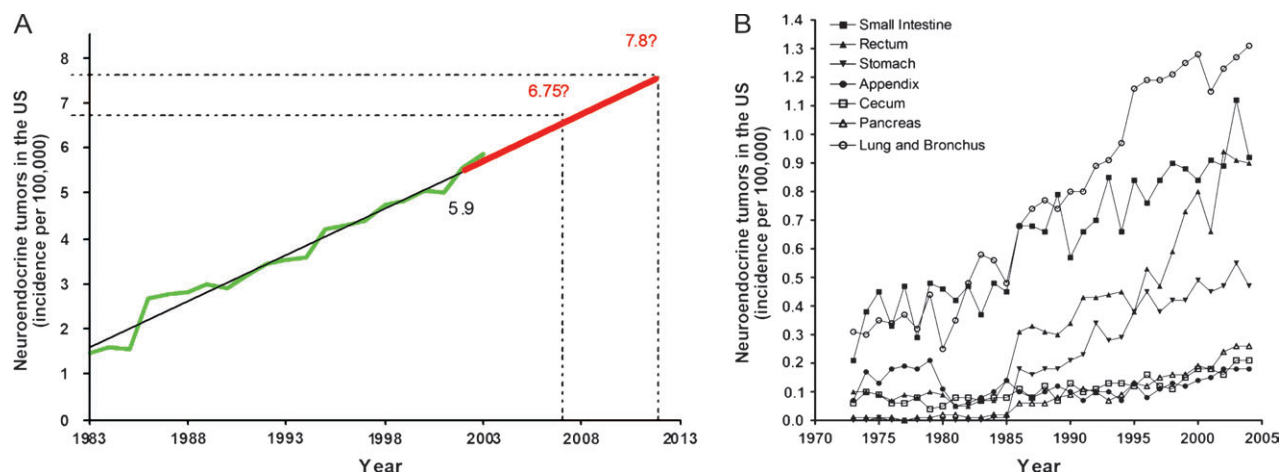 A
Neuroendocrine tumors in the US
(incidence per 100,000)
8
7
6
5
4
3
2
1
0
7.8?
6.75?
5.9
1983
1988
1993
1998
2003
2008
2013
Year
B
Neuroendocrine tumors in the US
(incidence per 100,000)
1.4
1.3
1.2
1.1
1.0
0.9
0.8
0.7
0.6
0.5
0.4
0.3
0.2
0.1
0.0
Small Intestine
Rectum
Stomach
Appendix
Cecum
Pancreas
Lung and Bronchus
1970
1975
1980
1985
1990
1995
2000
2005
Year